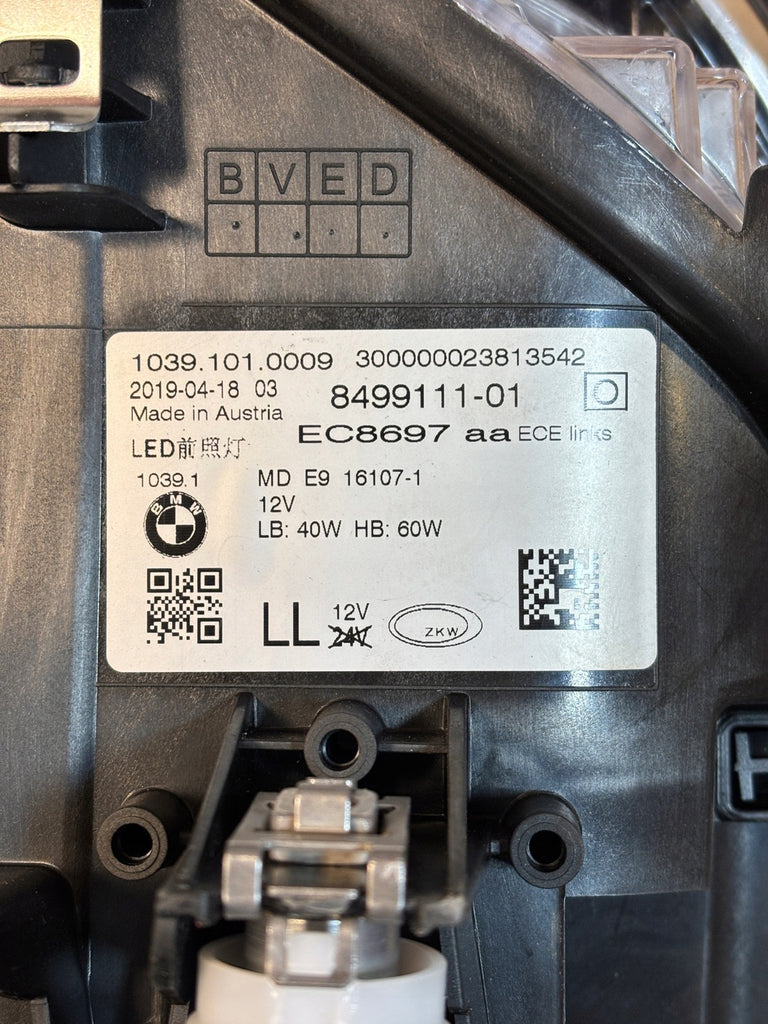 B V E D
1039.101.0009 300000023813542
2019-04-18 03 8499111-01
Made in Austria
EC8697 aa ECE links
LED前照灯
1039.1 MD E9 16107-1
BMW
12V
LB: 40W HB: 60W
LL 12V
24V
ZKW